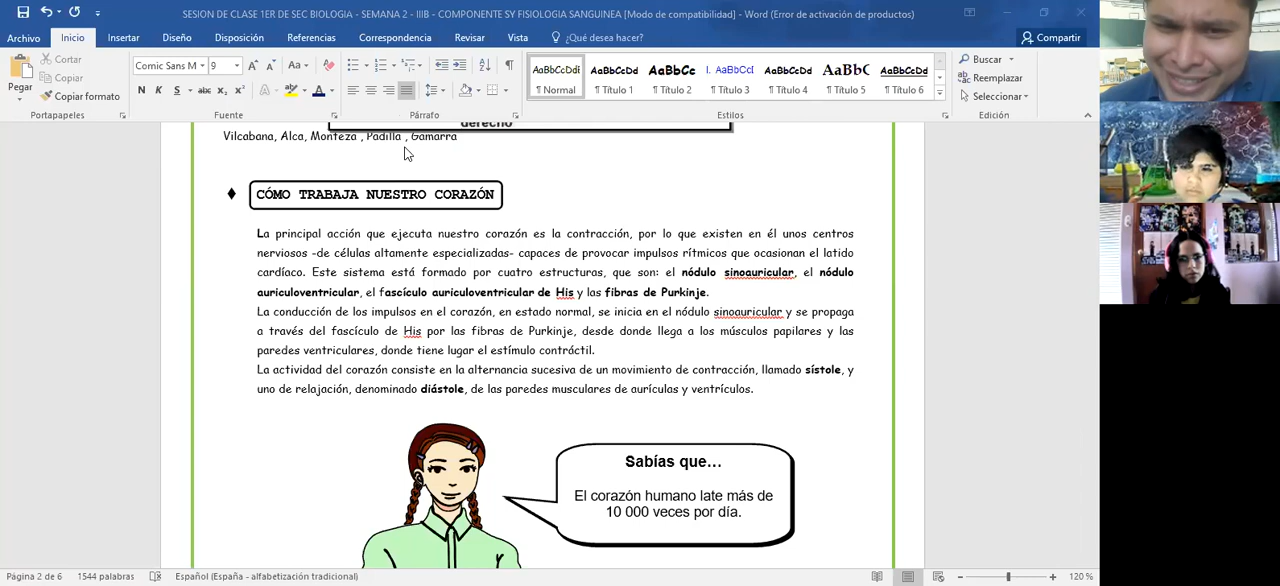 SESION DE CLASE 1ER DE SEC BIOLOGIA - SEMANA 2 - IIIB - COMPONENTE SY FISIOLOGIA SANGUINEA [Modo de compatibilidad] - Word (Error de activación de productos)
Archivo Inicio Insertar Diseño Disposición Referencias Correspondencia Revisar Vista ¿Qué desea hacer? Compartir
Pegar
Cortar
Copiar
Copiar formato
Portapapeles
Comic Sans M 9
N K S abc x₂ x²
Fuente
Párrafo
AaBbCcDdE AaBbCcDd AaBbCc I. AaBbCcI AaBbCcDd AaBbC AaBbCcDd
¶ Normal ¶ Título 1 ¶ Título 2 ¶ Título 3 ¶ Título 4 ¶ Título 5 ¶ Título 6
Estilos
Buscar
Reemplazar
Seleccionar
Edición
derecho
Vilcabana, Alca, Monteza , Padilla , Gamarra
CÓMO TRABAJA NUESTRO CORAZÓN
La principal acción que ejecuta nuestro corazón es la contracción, por lo que existen en él unos centros
nerviosos -de células altamente especializadas- capaces de provocar impulsos rítmicos que ocasionan el latido
cardíaco. Este sistema está formado por cuatro estructuras, que son: el nódulo sinoauricular, el nódulo
auriculoventricular, el fascículo auriculoventricular de His y las fibras de Purkinje.
La conducción de los impulsos en el corazón, en estado normal, se inicia en el nódulo sinoauricular y se propaga
a través del fascículo de His por las fibras de Purkinje, desde donde llega a los músculos papilares y las
paredes ventriculares, donde tiene lugar el estímulo contráctil.
La actividad del corazón consiste en la alternancia sucesiva de un movimiento de contracción, llamado sístole, y
uno de relajación, denominado diástole, de las paredes musculares de aurículas y ventrículos.
Sabías que...
El corazón humano late más de
10 000 veces por día.
Página 2 de 6 1544 palabras Español (España - alfabetización tradicional) 120 %